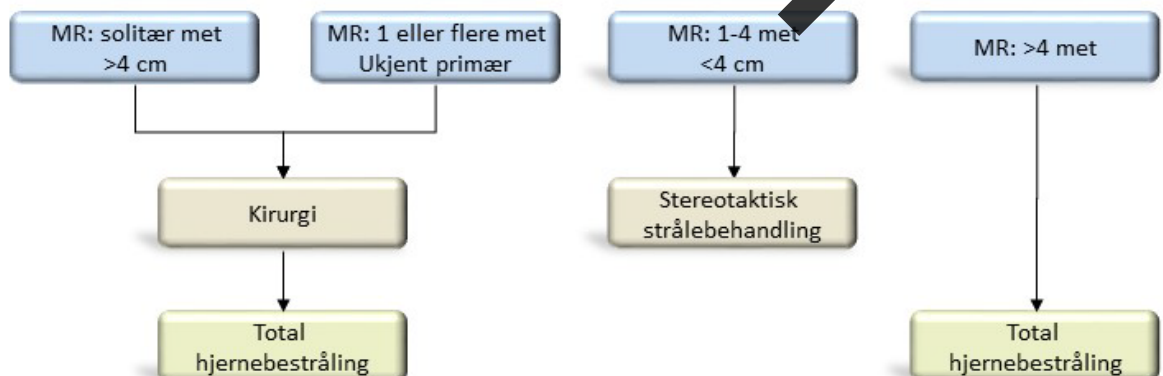 MR: solitær met
>4 cm
MR: 1 eller flere met
Ukjent primær
MR: 1-4 met
<4 cm
MR: >4 met
Kirurgi
Stereotaktisk
strålebehandling
Total
hjernebestråling
Total
hjernebestråling